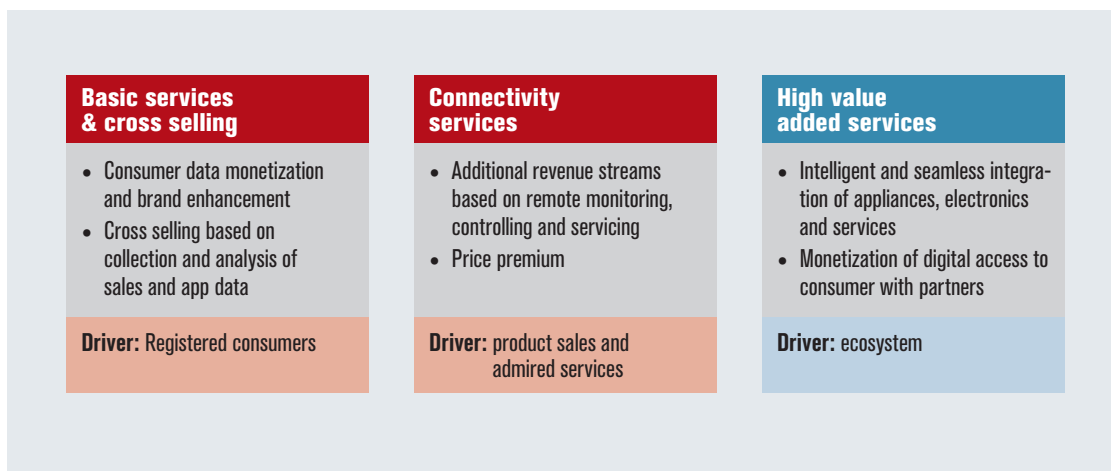 Basic services
& cross selling
• Consumer data monetization
and brand enhancement
• Cross selling based on
collection and analysis of
sales and app data
Driver: Registered consumers
Connectivity
services
• Additional revenue streams
based on remote monitoring,
controlling and servicing
• Price premium
Driver: product sales and
admired services
High value
added services
• Intelligent and seamless integra-
tion of appliances, electronics
and services
• Monetization of digital access to
consumer with partners
Driver: ecosystem